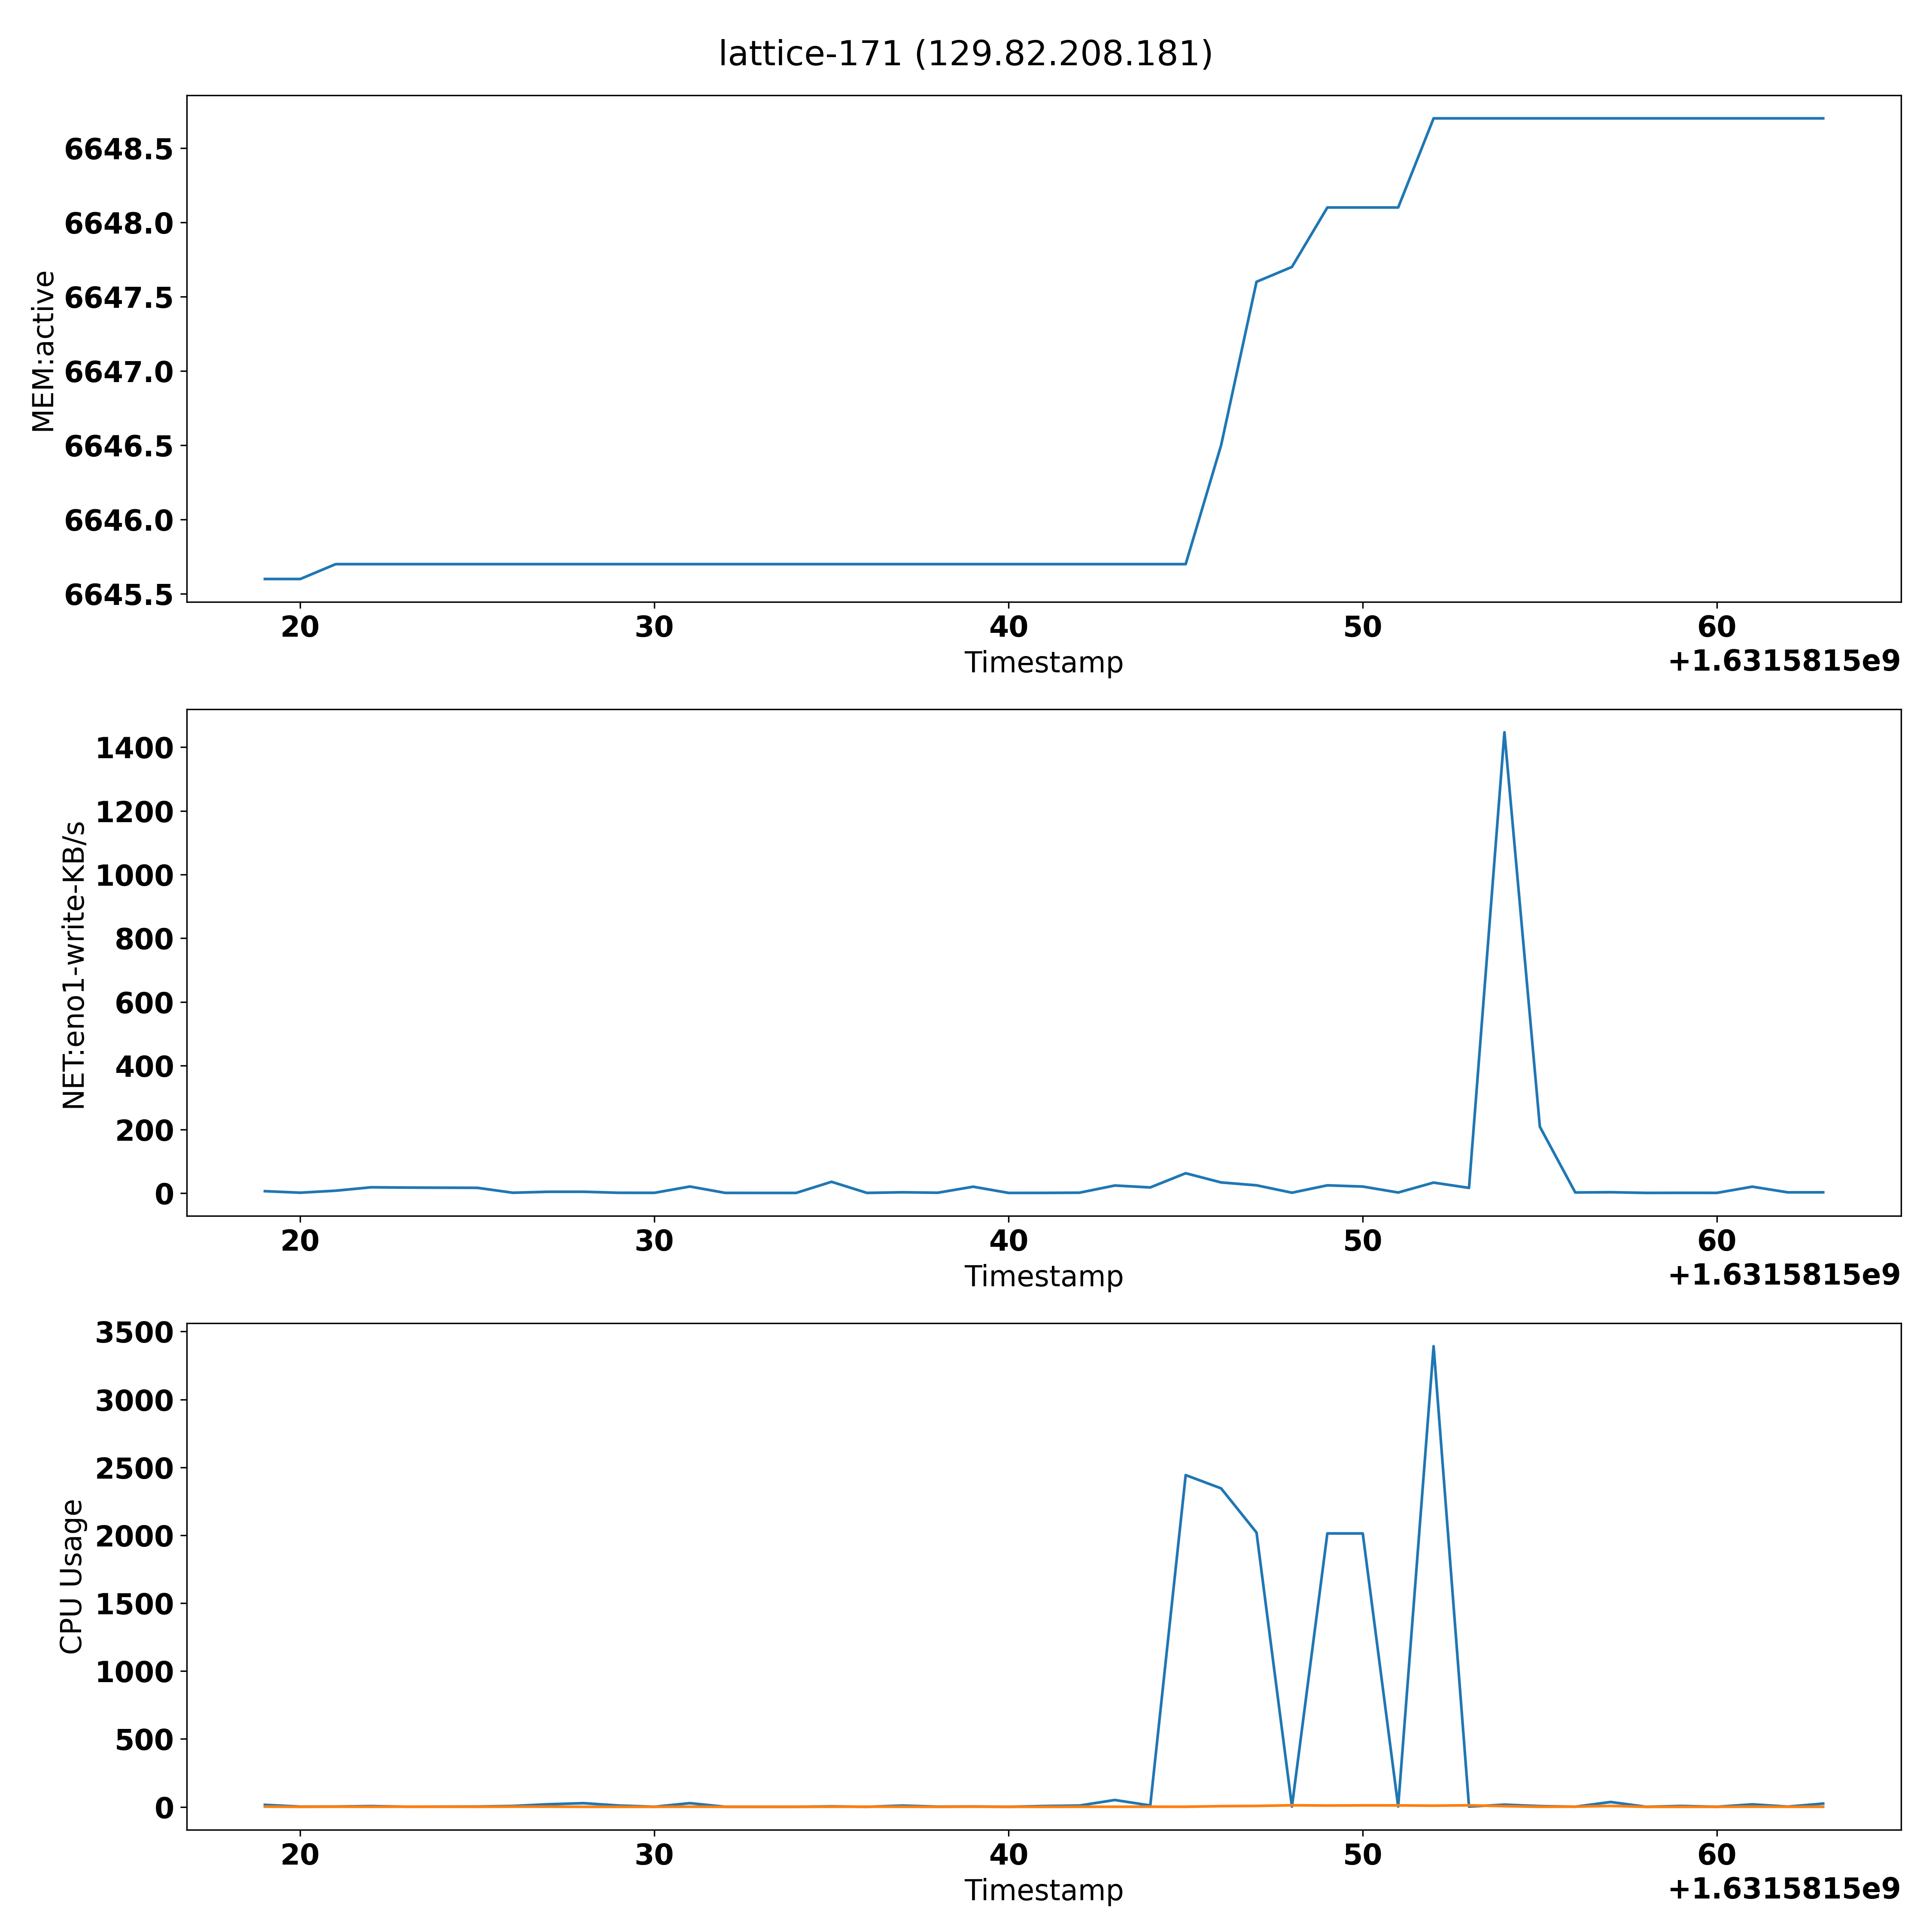 lattice-171 (129.82.208.181)
MEM:active
6648.5
6648.0
6647.5
6647.0
6646.5
6646.0
6645.5
20 30 40 50 60
Timestamp
+1.6315815e9
NET:eno1-write-KB/s
1400
1200
1000
800
600
400
200
0
20 30 40 50 60
Timestamp
+1.6315815e9
CPU Usage
3500
3000
2500
2000
1500
1000
500
0
20 30 40 50 60
Timestamp
+1.6315815e9